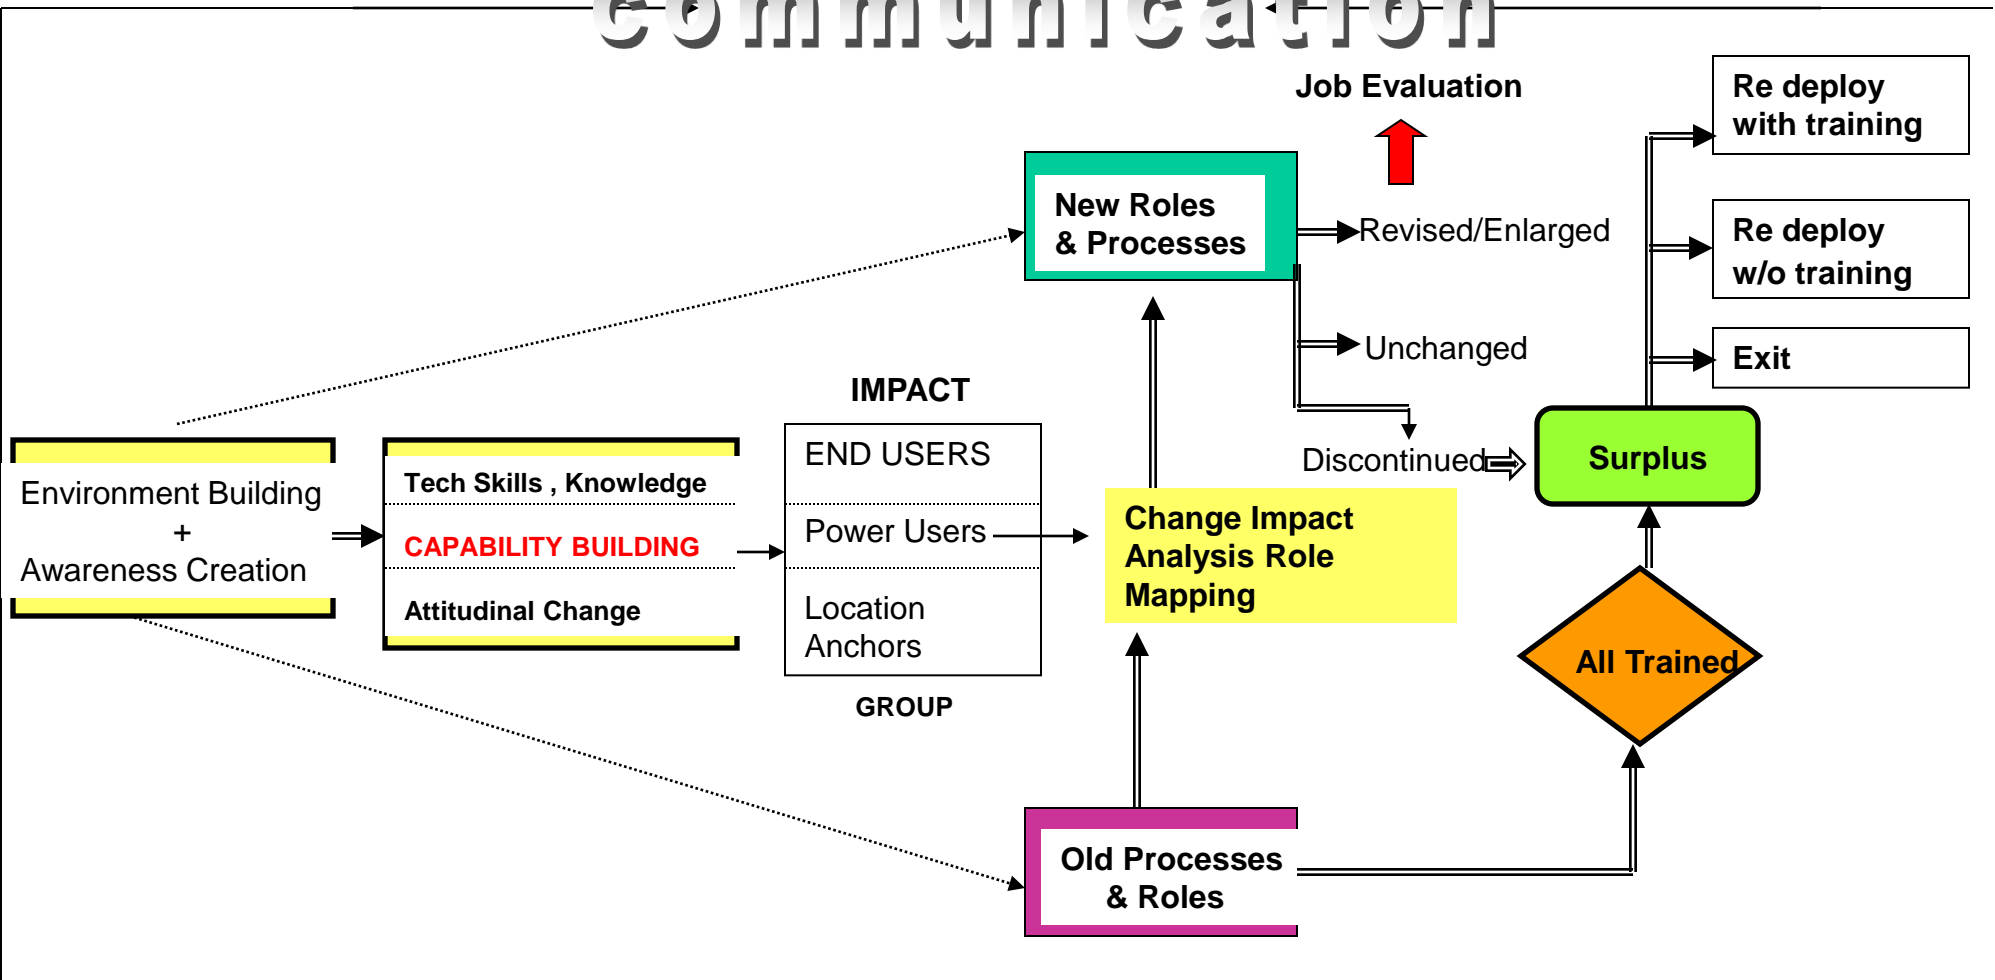 Communication
Job Evaluation
Re deploy
with training
New Roles
& Processes
Revised/Enlarged
Re deploy
w/o training
Unchanged
Exit
IMPACT
END USERS
Power Users
Location
Anchors
GROUP
Environment Building
+
Awareness Creation
Tech Skills , Knowledge
CAPABILITY BUILDING
Attitudinal Change
Discontinued
Surplus
Change Impact
Analysis Role
Mapping
All Trained
Old Processes
& Roles